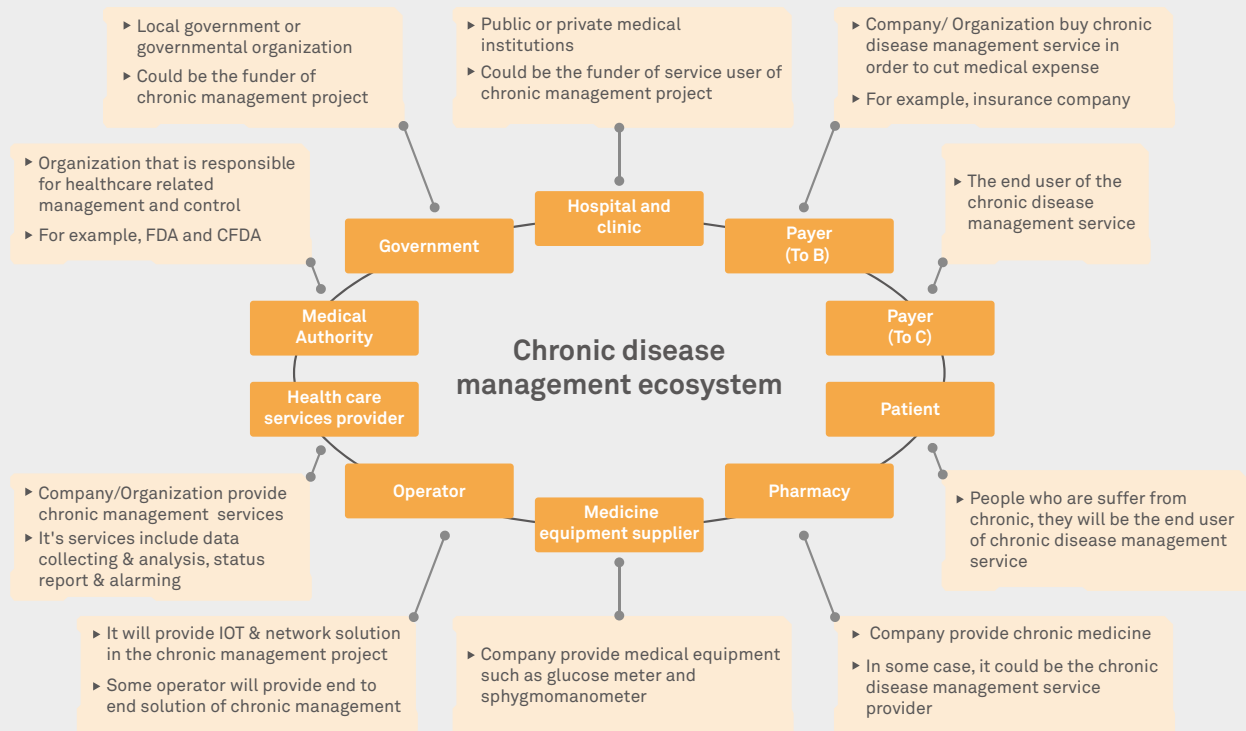 ▸ Local government or
governmental organization
▸ Could be the funder of
chronic management project
▸ Public or private medical
institutions
▸ Could be the funder of service user of
chronic management project
▸ Company/ Organization buy chronic
disease management service in
order to cut medical expense
▸ For example, insurance company
▸ Organization that is responsible
for healthcare related
management and control
▸ For example, FDA and CFDA
▸ The end user of the
chronic disease
management service
Government
Hospital and
clinic
Payer
(To B)
Medical
Authority
Payer
(To C)
Chronic disease
management ecosystem
Health care
services provider
Patient
Operator
Medicine
equipment supplier
Pharmacy
▸ Company/Organization provide
chronic management services
▸ It's services include data
collecting & analysis, status
report & alarming
▸ People who are suffer from
chronic, they will be the end user
of chronic disease management
service
▸ It will provide IOT & network solution
in the chronic management project
▸ Some operator will provide end to
end solution of chronic management
▸ Company provide medical equipment
such as glucose meter and
sphygmomanometer
▸ Company provide chronic medicine
▸ In some case, it could be the chronic
disease management service
provider